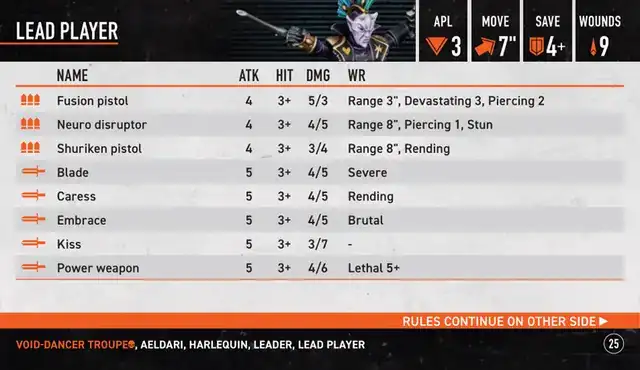 LEAD PLAYER
APL MOVE SAVE WOUNDS
3 7" 4+ 9
NAME ATK HIT DMG WR
Fusion pistol 4 3+ 5/3 Range 3", Devastating 3, Piercing 2
Neuro disruptor 4 3+ 4/5 Range 8", Piercing 1, Stun
Shuriken pistol 4 3+ 3/4 Range 8", Rending
Blade 5 3+ 4/5 Severe
Caress 5 3+ 4/5 Rending
Embrace 5 3+ 4/5 Brutal
Kiss 5 3+ 3/7 -
Power weapon 5 3+ 4/6 Lethal 5+
RULES CONTINUE ON OTHER SIDE ▶
VOID-DANCER TROUPE, AELDARI, HARLEQUIN, LEADER, LEAD PLAYER
25